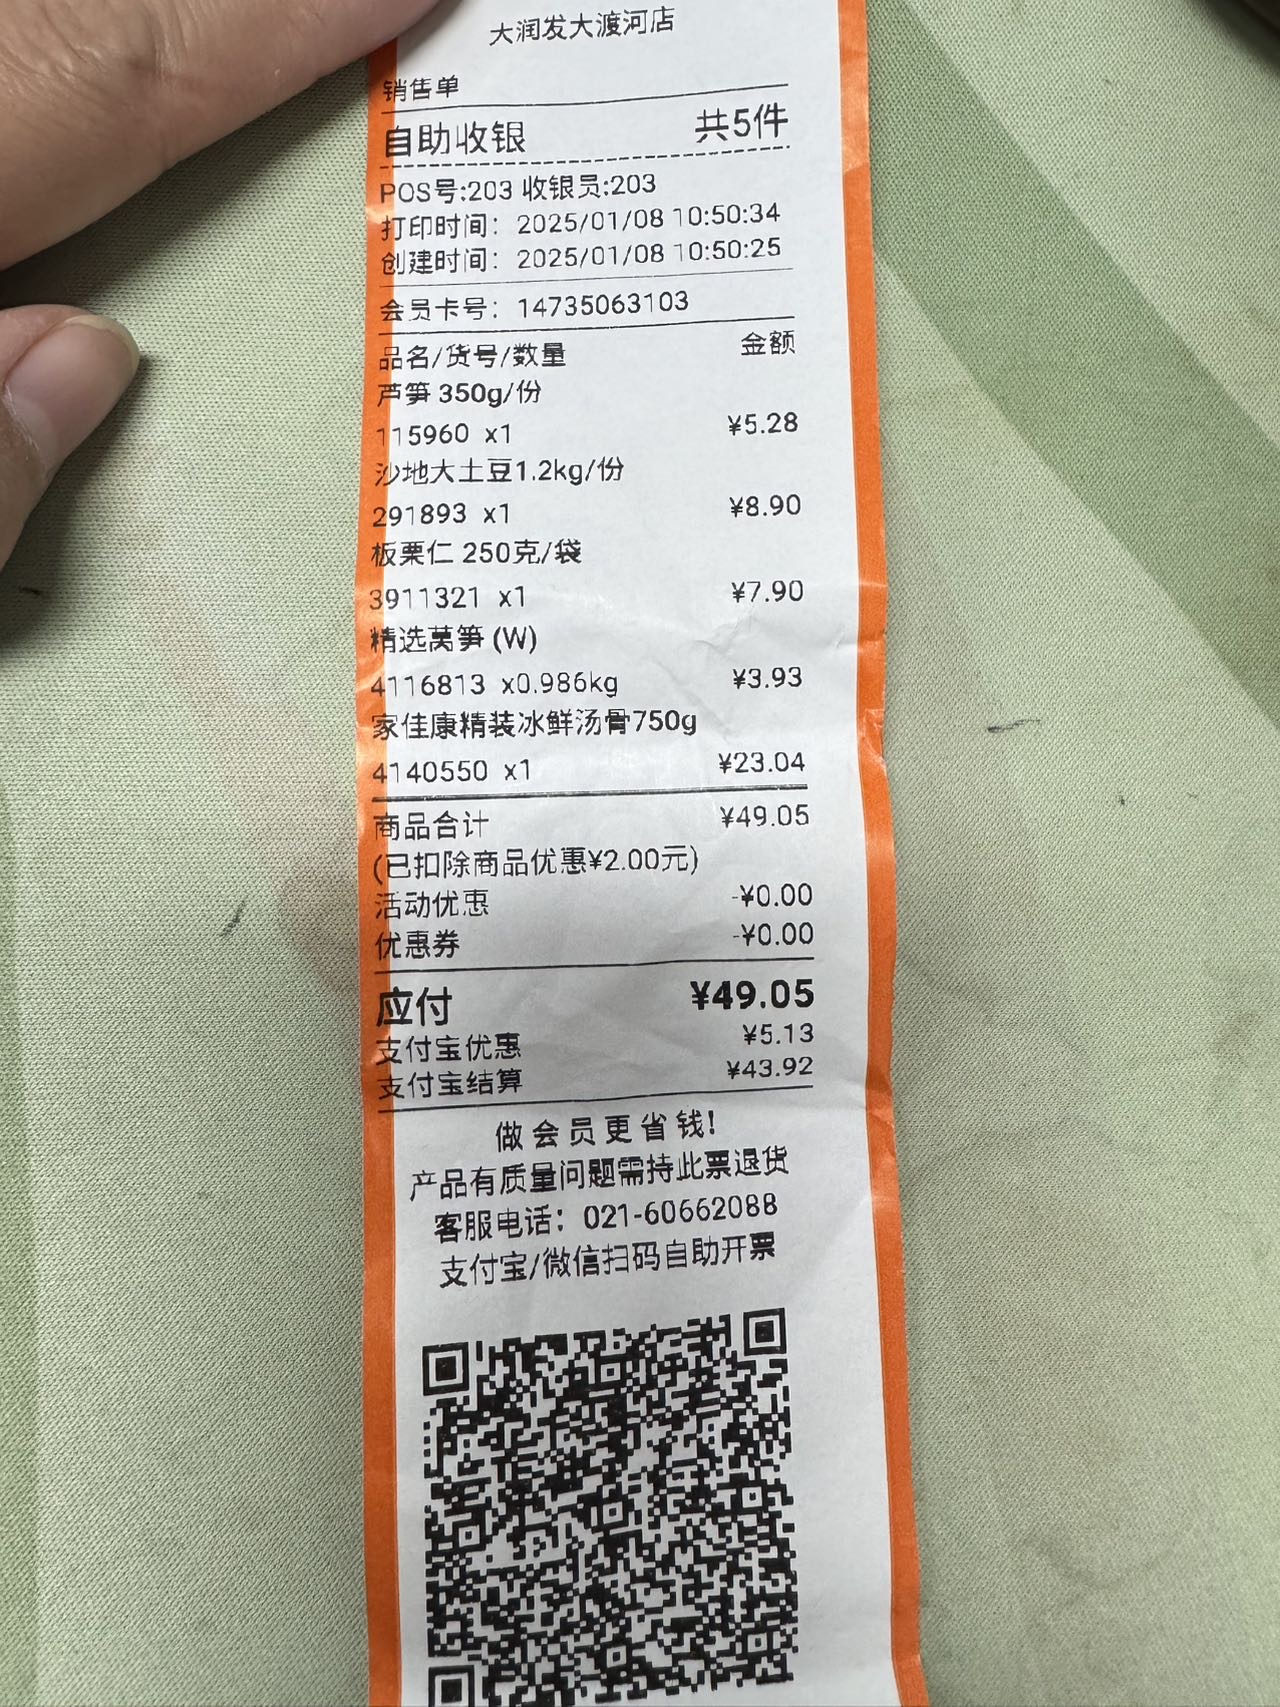 大润发大渡河店
销售单
自助收银 共5件
POS号:203 收银员:203
打印时间: 2025/01/08 10:50:34
创建时间: 2025/01/08 10:50:25
会员卡号: 14735063103
品名/货号/数量 金额
芦笋 350g/份
115960 x1 ¥5.28
沙地大土豆1.2kg/份
291893 x1 ¥8.90
板栗仁 250克/袋
3911321 x1 ¥7.90
精选莴笋 (W)
4116813 x0.986kg ¥3.93
家佳康精装冰鲜汤骨750g
4140550 x1 ¥23.04
商品合计 ¥49.05
(已扣除商品优惠¥2.00元)
活动优惠 -¥0.00
优惠券 -¥0.00
应付 ¥49.05
支付宝优惠 ¥5.13
支付宝结算 ¥43.92
做会员更省钱!
产品有质量问题需持此票退货
客服电话: 021-60662088
支付宝/微信扫码自助开票